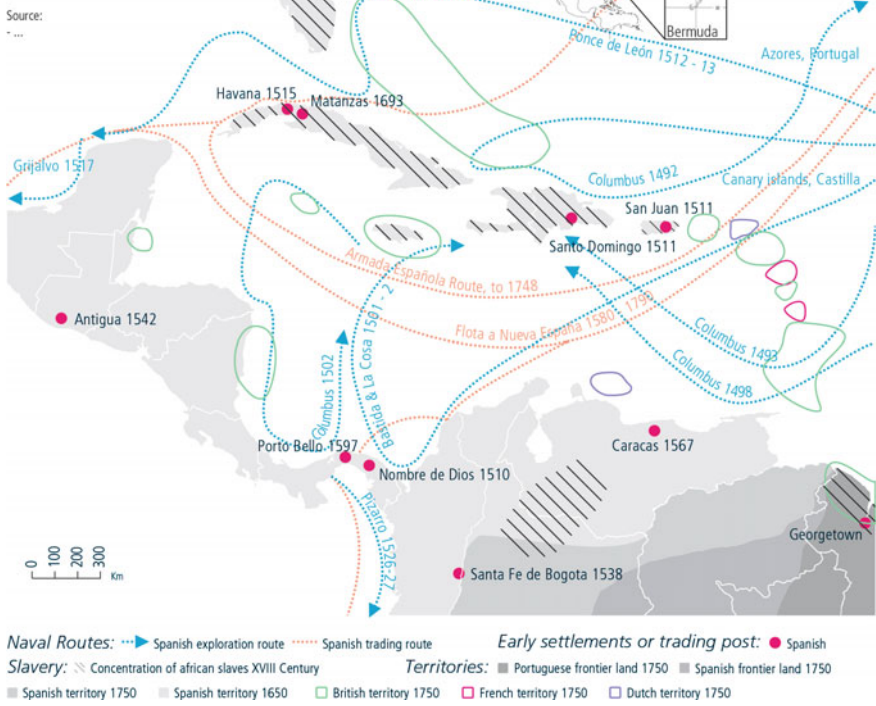 Source:
- ...
Bermuda
Ponce de León 1512 - 13
Azores, Portugal
Havana 1515
Matanzas 1693
Grijalvo 1517
Columbus 1492
Canary islands, Castilla
San Juan 1511
Santo Domingo 1511
Armada Española Route, to 1748
Antigua 1542
Flota a Nueva España 1580 - 1790
Bastida & La Cosa 1501 - 2
Columbus 1493
Columbus 1498
Columbus 1502
Porto Bello 1597
Caracas 1567
Nombre de Dios 1510
Pizarro 1526-27
Georgetown
Santa Fe de Bogota 1538
0 100 200 300 Km
Naval Routes: Spanish exploration route Spanish trading route Early settlements or trading post: Spanish
Slavery: Concentration of african slaves XVIII Century Territories: Portuguese frontier land 1750 Spanish frontier land 1750
Spanish territory 1750 Spanish territory 1650 British territory 1750 French territory 1750 Dutch territory 1750